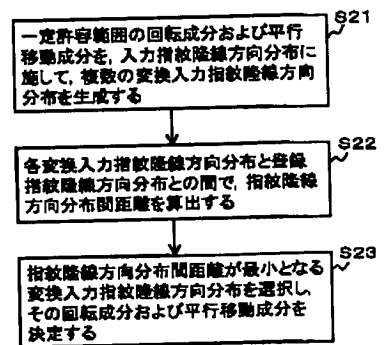 S21
一定許容範囲の回転成分および平行
移動成分を,入力指紋隆線方向分布に
施して,複数の変換入力指紋隆線方向
分布を生成する
S22
各変換入力指紋隆線方向分布と登録
指紋隆線方向分布との間で,指紋隆線
方向分布間距離を算出する
S23
指紋隆線方向分布間距離が最小となる
変換入力指紋隆線方向分布を選択し,
その回転成分および平行移動成分を
決定する